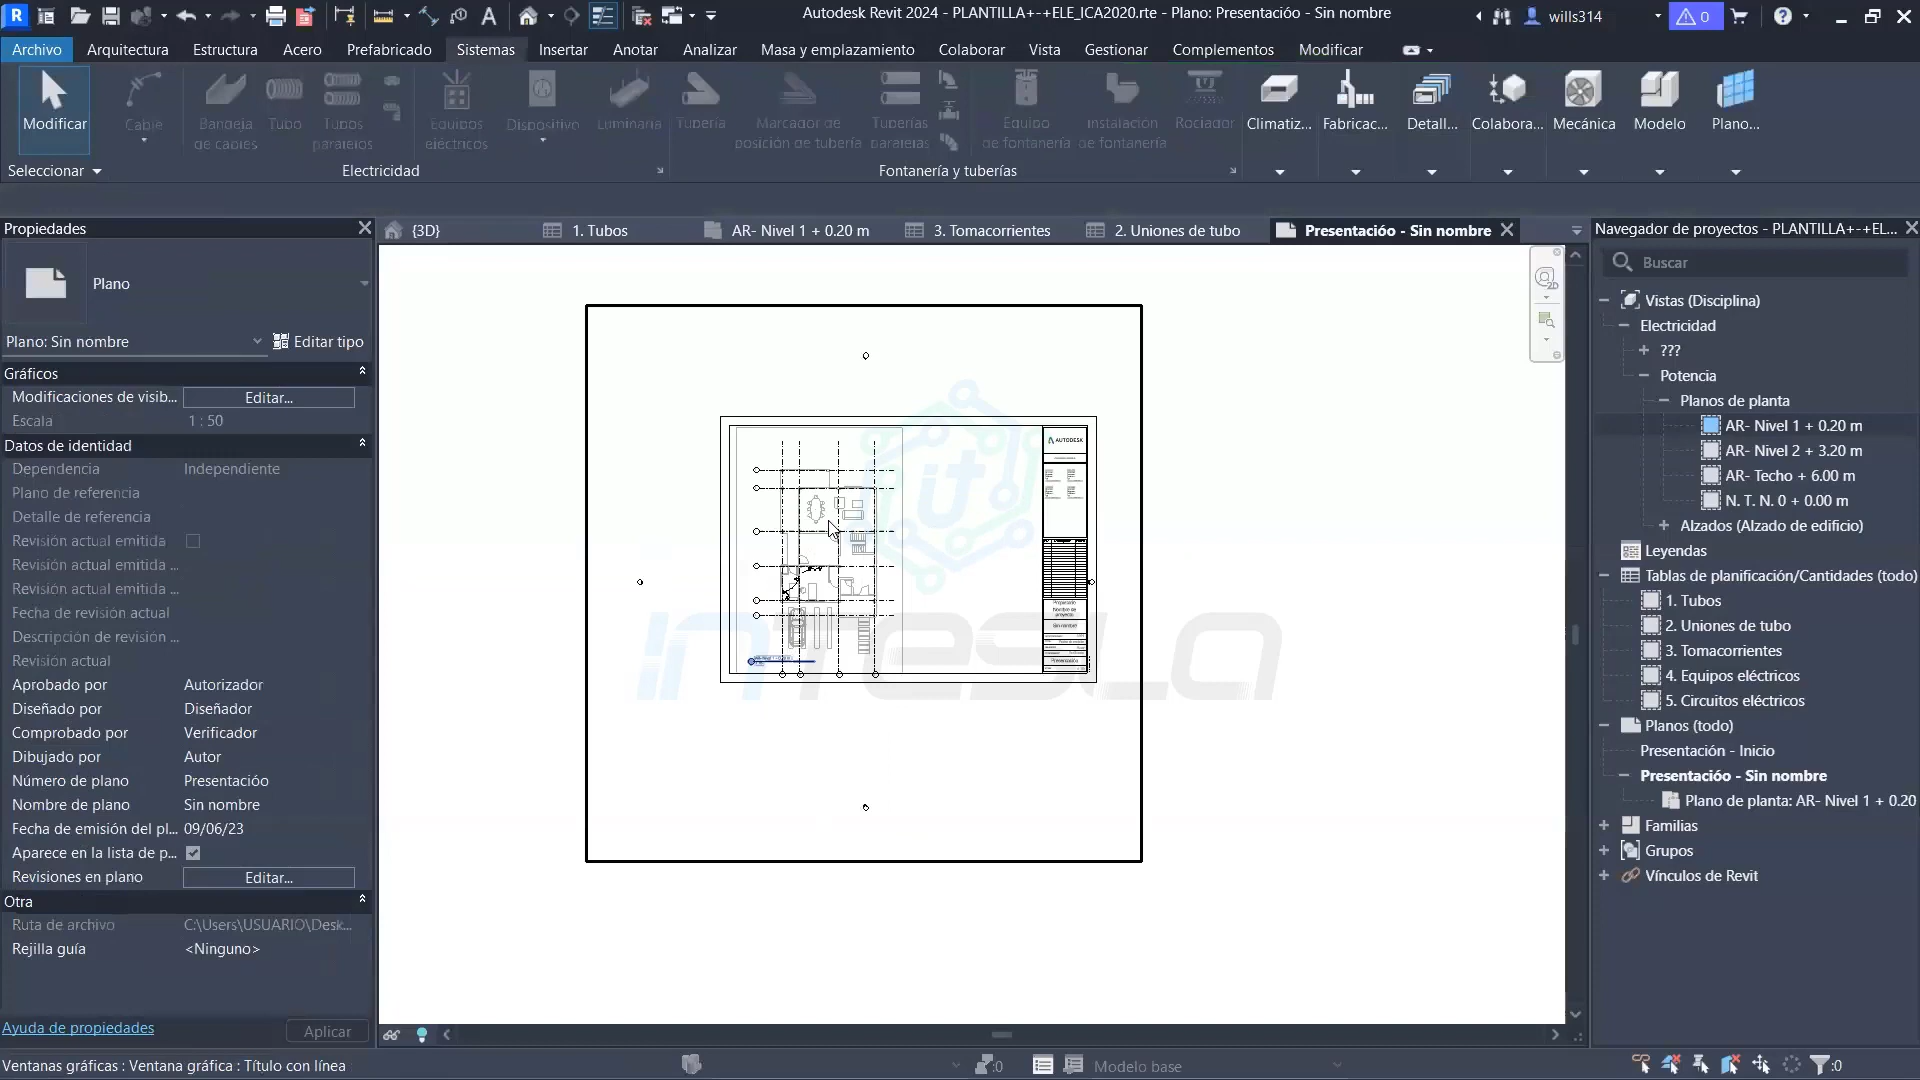 Autodesk Revit 2024 - PLANTILLA+-+ELE_ICA2020.rte - Plano: Presentacióo - Sin nombre
wills314
0
Archivo Arquitectura Estructura Acero Prefabricado Sistemas Insertar Anotar Analizar Masa y emplazamiento Colaborar Vista Gestionar Complementos Modificar
Modificar
Cable
Bandeja de cables
Tubo
Tubos paralelos
Equipos eléctricos
Dispositivo
Luminaria
Tubería
Marcador de posición de tubería
Tuberías paralelas
Equipo de fontanería
Instalación de fontanería
Rociador
Climatiz...
Fabricac...
Detall...
Colabora...
Mecánica
Modelo
Plano...
Seleccionar
Electricidad
Fontanería y tuberías
Propiedades
Plano
Plano: Sin nombre
Editar tipo
Gráficos
Modificaciones de visib... Editar...
Escala 1 : 50
Datos de identidad
Dependencia Independiente
Plano de referencia
Detalle de referencia
Revisión actual emitida
Revisión actual emitida ...
Revisión actual emitida ...
Fecha de revisión actual
Descripción de revisión ...
Revisión actual
Aprobado por Autorizador
Diseñado por Diseñador
Comprobado por Verificador
Dibujado por Autor
Número de plano Presentacióo
Nombre de plano Sin nombre
Fecha de emisión del pl... 09/06/23
Aparece en la lista de p...
Revisiones en plano Editar...
Otra
Ruta de archivo C:\Users\USUARIO\Desk...
Rejilla guía <Ninguno>
Ayuda de propiedades
Aplicar
{3D}
1. Tubos
AR- Nivel 1 + 0.20 m
3. Tomacorrientes
2. Uniones de tubo
Presentacióo - Sin nombre
2D
AUTODESK
it
INTESLA
Navegador de proyectos - PLANTILLA+-+EL...
Buscar
Vistas (Disciplina)
Electricidad
???
Potencia
Planos de planta
AR- Nivel 1 + 0.20 m
AR- Nivel 2 + 3.20 m
AR- Techo + 6.00 m
N. T. N. 0 + 0.00 m
Alzados (Alzado de edificio)
Leyendas
Tablas de planificación/Cantidades (todo)
1. Tubos
2. Uniones de tubo
3. Tomacorrientes
4. Equipos eléctricos
5. Circuitos eléctricos
Planos (todo)
Presentación - Inicio
Presentacióo - Sin nombre
Plano de planta: AR- Nivel 1 + 0.20
Familias
Grupos
Vínculos de Revit
Ventanas gráficas : Ventana gráfica : Título con línea
:0
Modelo base
:0